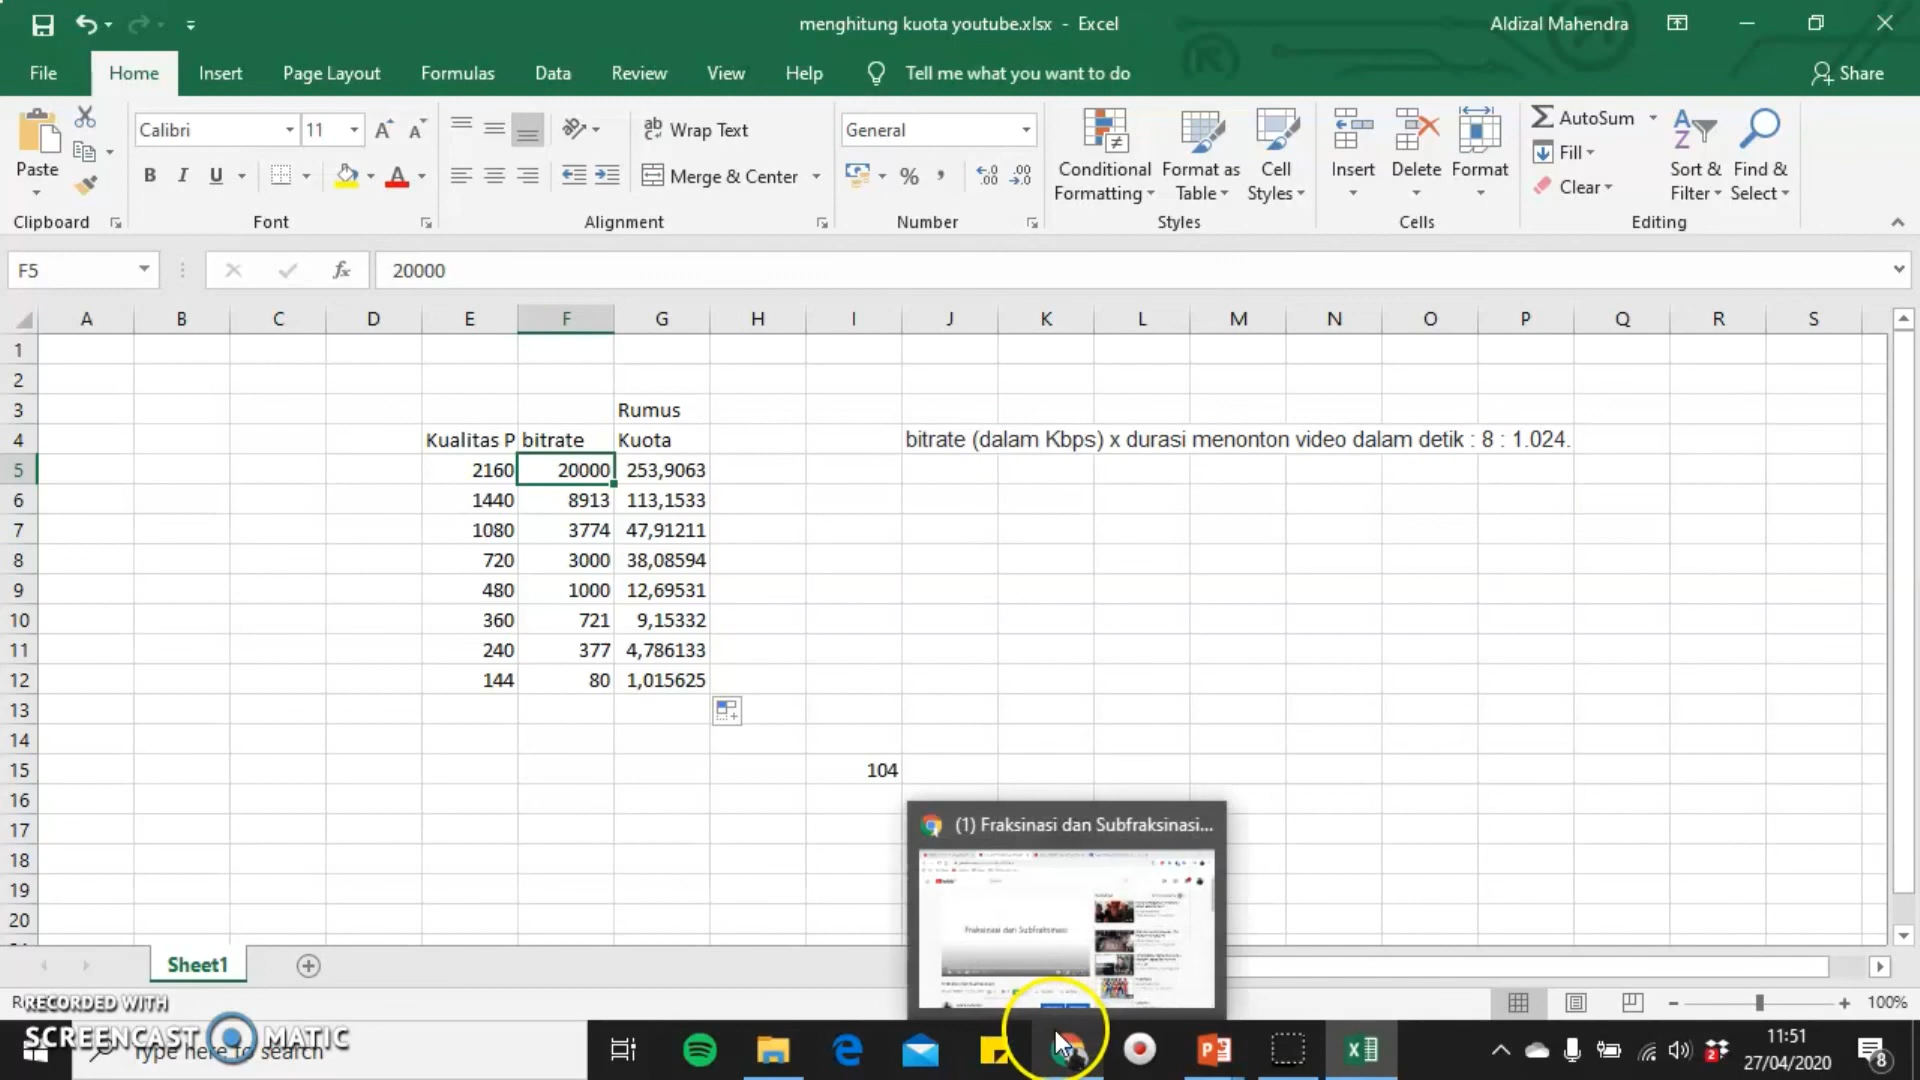 menghitung kuota youtube.xlsx - Excel
Aldizal Mahendra
File Home Insert Page Layout Formulas Data Review View Help Tell me what you want to do Share
Paste
Clipboard
Calibri 11
B I U
Font
Wrap Text
Merge & Center
Alignment
General
Number
Conditional Formatting
Format as Table
Cell Styles
Styles
Insert Delete Format
Cells
AutoSum
Fill
Clear
Sort & Filter
Find & Select
Editing
F5
20000
A B C D E F G H I J K L M N O P Q R S
1
2
3 Rumus
4 Kualitas P bitrate Kuota bitrate (dalam Kbps) x durasi menonton video dalam detik : 8 : 1.024.
5 2160 20000 253,9063
6 1440 8913 113,1533
7 1080 3774 47,91211
8 720 3000 38,08594
9 480 1000 12,69531
10 360 721 9,15332
11 240 377 4,786133
12 144 80 1,015625
13
14
15 104
16
17
18
19
20
(1) Fraksinasi dan Subfraksinasi...
Fraksinasi dan Subfraksinasi
Sheet1
100%
RECORDED WITH
SCREENCAST MATIC
Type here to search
11:51
27/04/2020
8
2